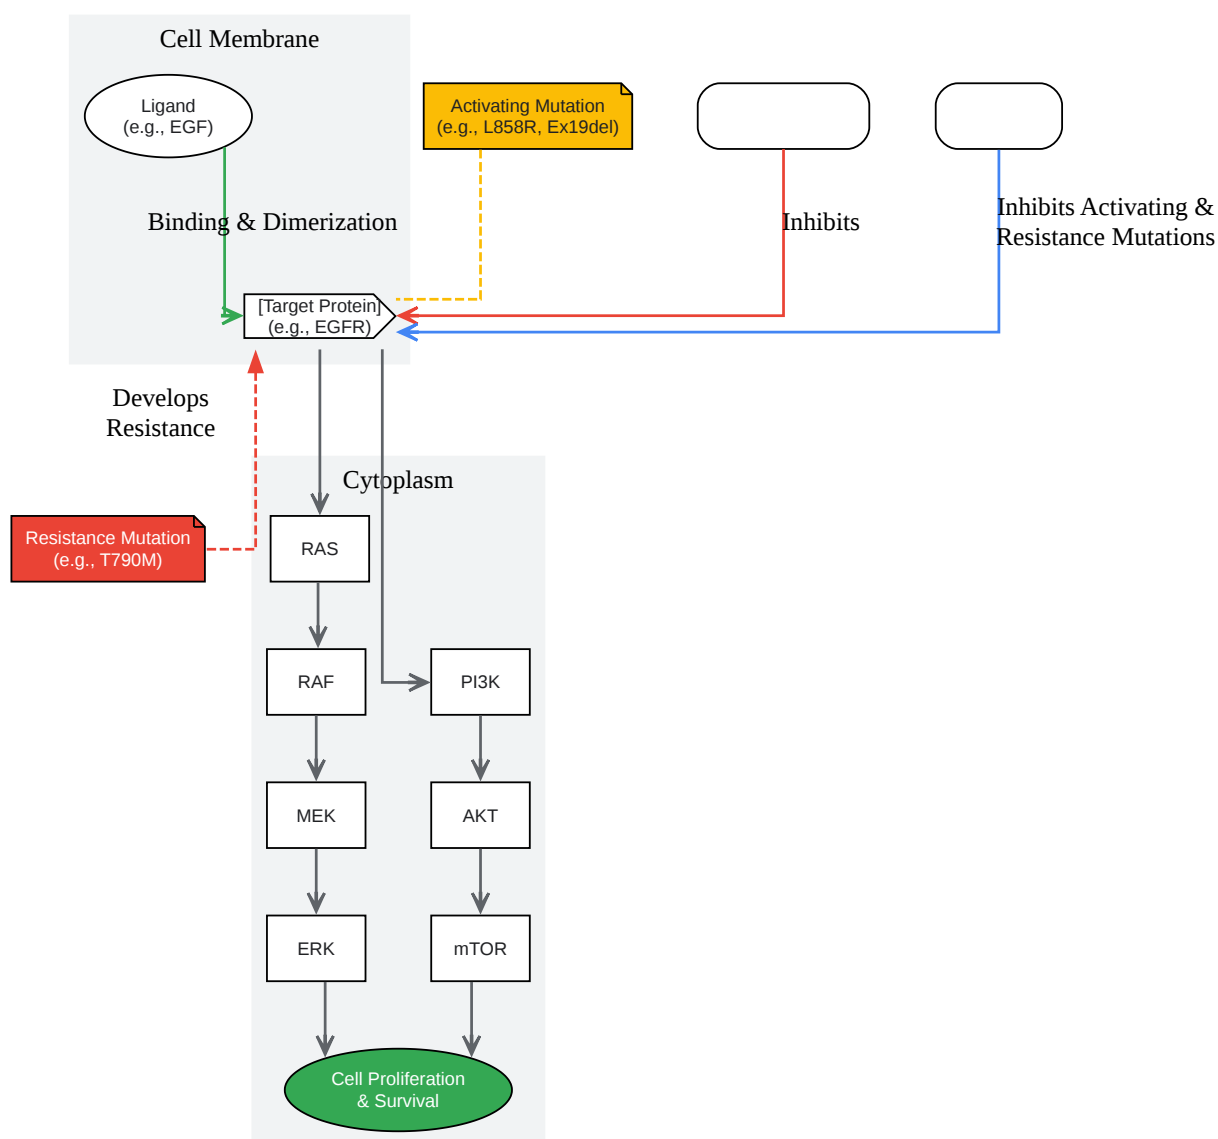 Cell Membrane
Ligand
(e.g., EGF)
Activating Mutation
(e.g., L858R, Ex19del)
Binding & Dimerization
Inhibits
Inhibits Activating &
Resistance Mutations
[Target Protein]
(e.g., EGFR)
Develops
Resistance
Cytoplasm
Resistance Mutation
(e.g., T790M)
RAS
RAF
PI3K
MEK
AKT
ERK
mTOR
Cell Proliferation
& Survival